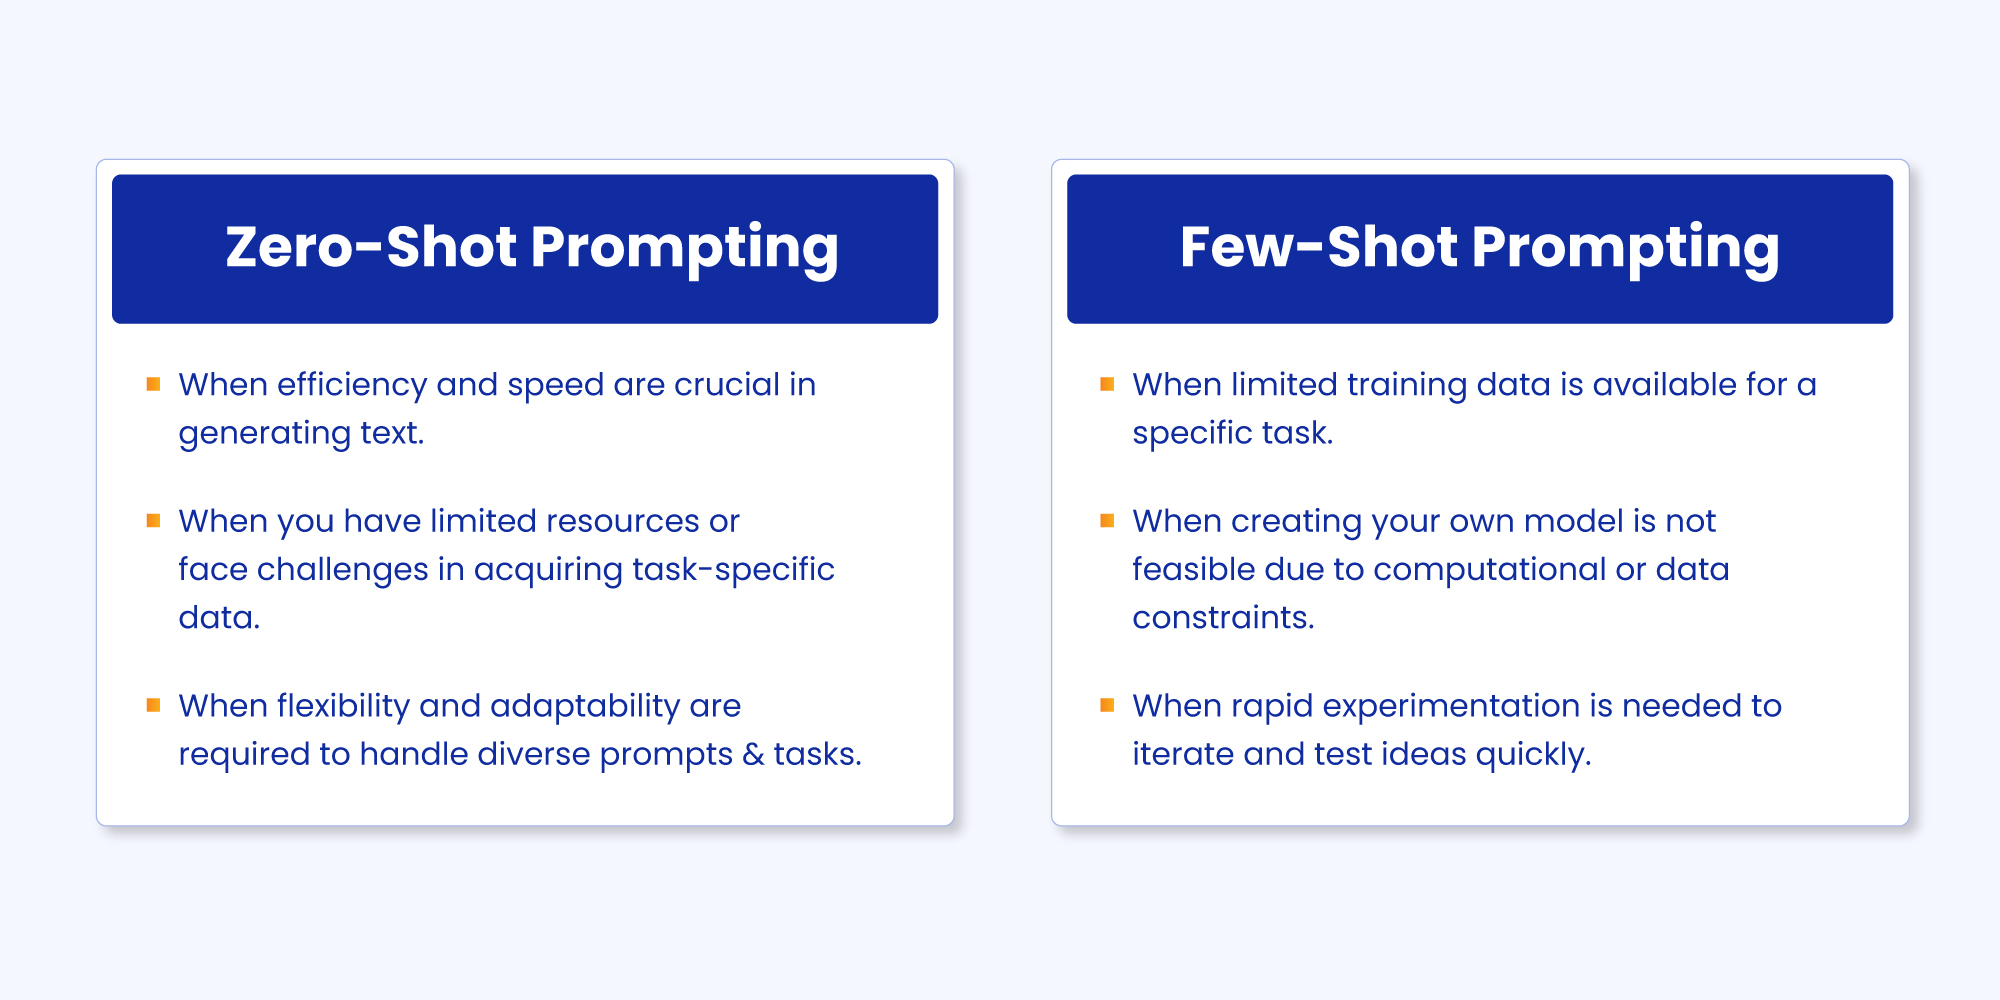 Zero-Shot Prompting
When efficiency and speed are crucial in
generating text.
When you have limited resources or
face challenges in acquiring task-specific
data.
When flexibility and adaptability are
required to handle diverse prompts & tasks.
Few-Shot Prompting
When limited training data is available for a
specific task.
When creating your own model is not
feasible due to computational or data
constraints.
When rapid experimentation is needed to
iterate and test ideas quickly.